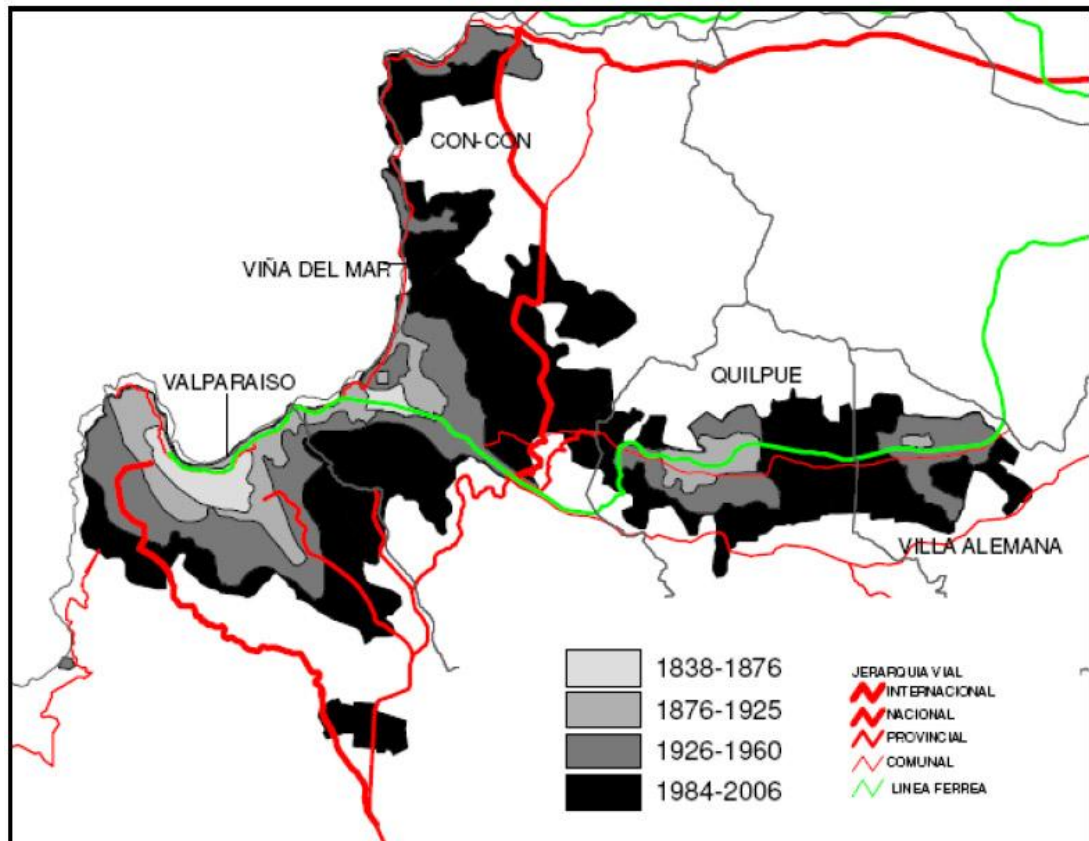 CON-CON
VIÑA DEL MAR
VALPARAISO
QUILPUE
VILLA ALEMANA
1838-1876
1876-1925
1926-1960
1984-2006
JERARQUIA VIAL
INTERNACIONAL
NACIONAL
PROVINCIAL
COMUNAL
LINEA FERREA